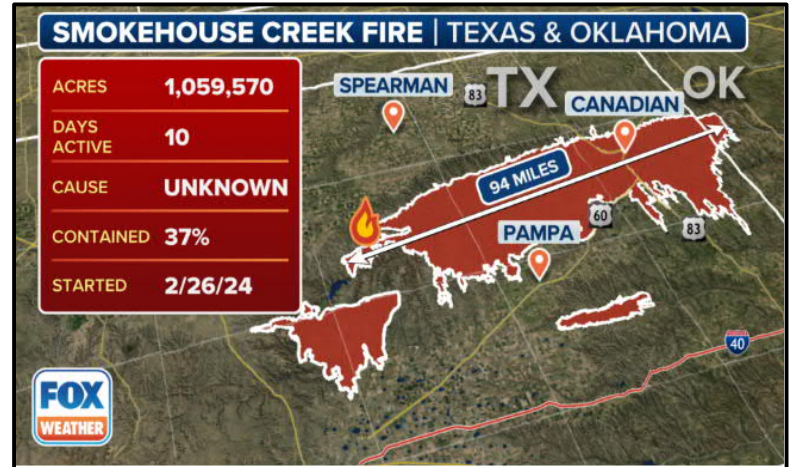 SMOKEHOUSE CREEK FIRE | TEXAS & OKLAHOMA
ACRES 1,059,570
DAYS
ACTIVE 10
CAUSE UNKNOWN
CONTAINED 37%
STARTED 2/26/24
SPEARMAN
83
TX
OK
CANADIAN
94 MILES
60
83
PAMPA
40
FOX
WEATHER